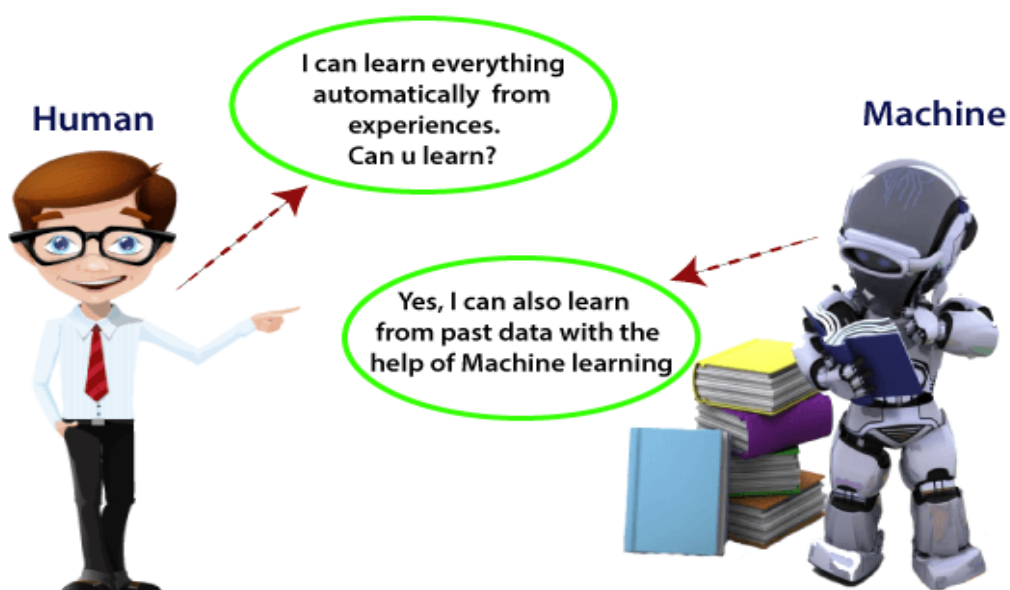 Human
I can learn everything
automatically from
experiences.
Can u learn?
Machine
Yes, I can also learn
from past data with the
help of Machine learning